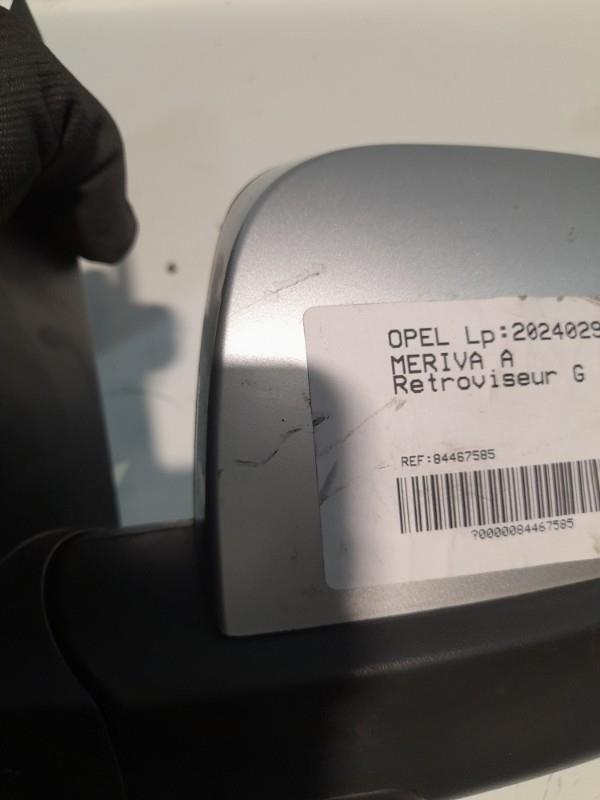 OPEL Lp:2024029
MERIVA A
Retroviseur G
REF:84467585
?0000084467585